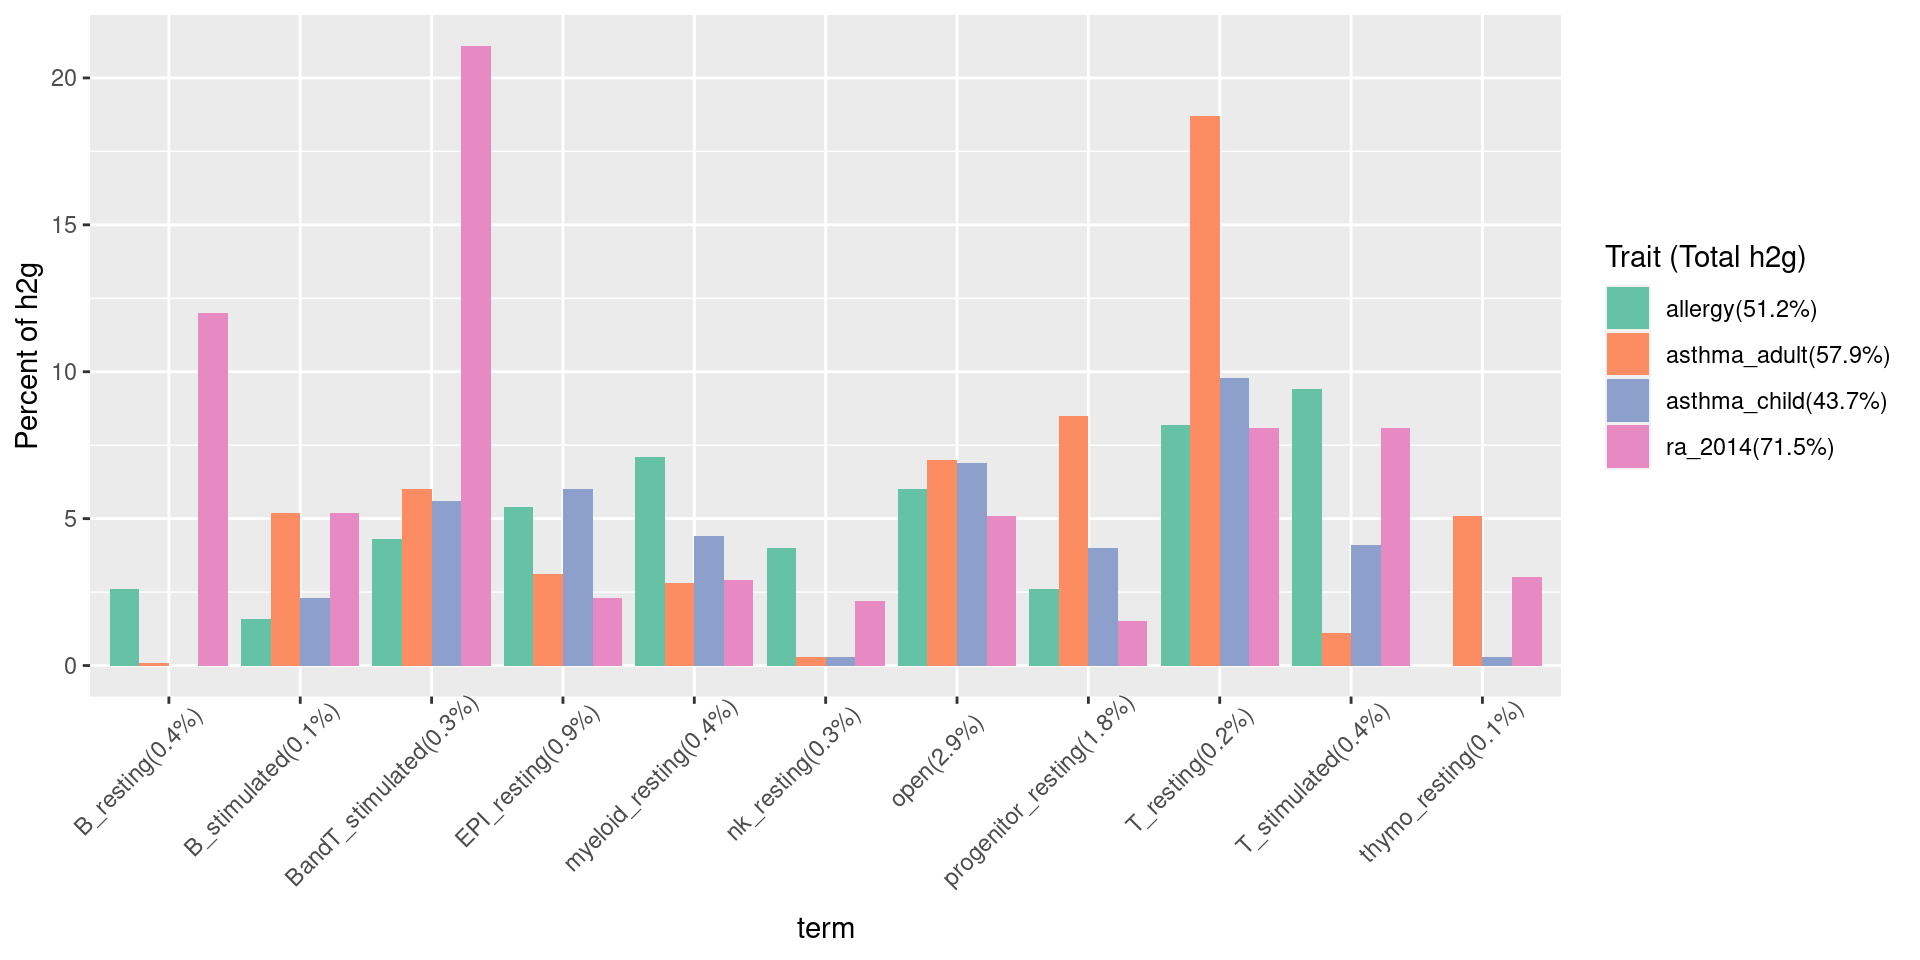 Percent of h2g
20
15
10
5
0
B_resting(0.4%)
B_stimulated(0.1%)
BandT_stimulated(0.3%)
EPI_resting(0.9%)
myeloid_resting(0.4%)
nk_resting(0.3%)
open(2.9%)
progenitor_resting(1.8%)
T_resting(0.2%)
T_stimulated(0.4%)
thymo_resting(0.1%)
term
Trait (Total h2g)
allergy(51.2%)
asthma_adult(57.9%)
asthma_child(43.7%)
ra_2014(71.5%)